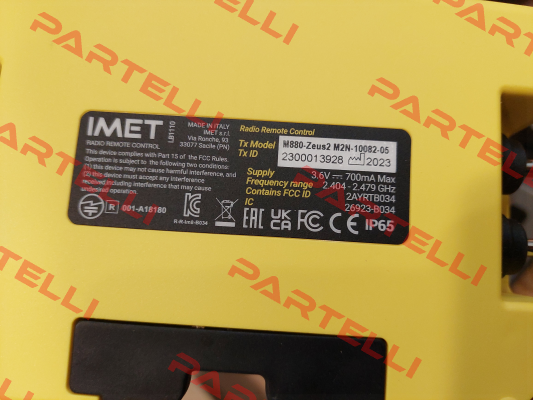 PARTELLI
PARTELLI
IMET
RADIO REMOTE CONTROL
LB1110
MADE IN ITALY
IMET s.r.l.
Via Ronche, 93
33077 Sacile (PN)
This device complies with Part 15 of the FCC Rules.
Operation is subject to the following two conditions:
(1) this device may not cause harmful interference, and
(2) this device must accept any interference
received, including interference that may
cause undesired operation.
R 001-A18180
R-R-Im8-B034
Radio Remote Control
Tx Model M880-Zeus2 M2N-10082-05
Tx ID 2300013928 2023
Supply 3.6V⎓ 700mA Max
Frequency range 2.404 - 2.479 GHz
Contains FCC ID 2AYRTB034
IC 26923-B034
EAC UK CA FC CE IP65
PARTELLI
PARTELLI
PARTELLI